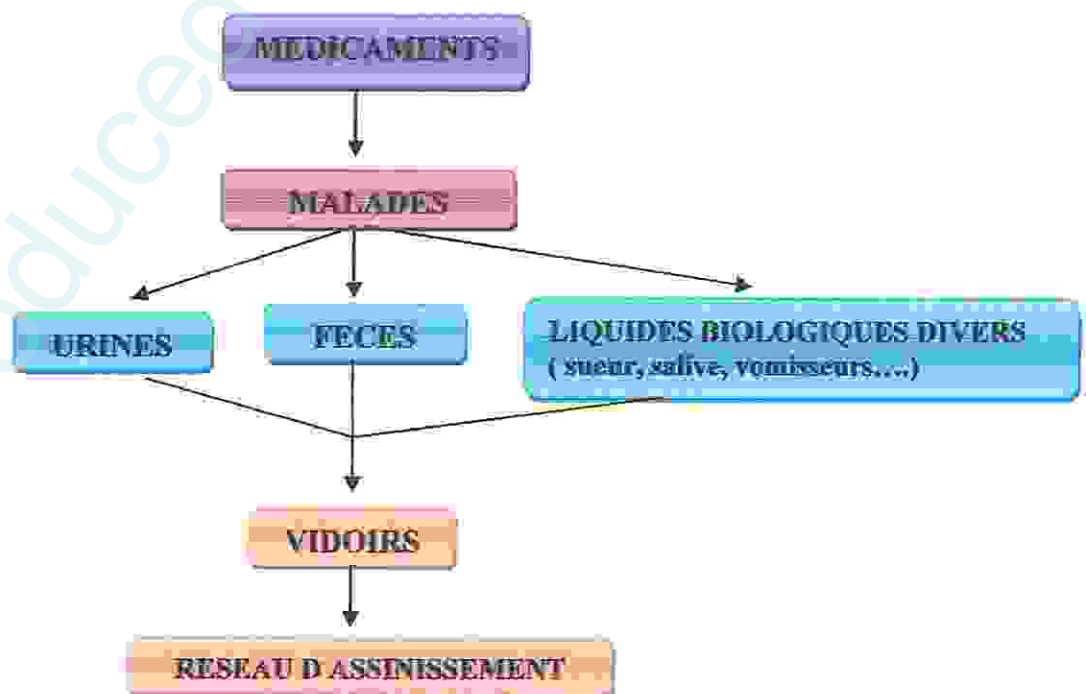 MEDICAMENTS
MALADES
URINES
FECES
LIQUIDES BIOLOGIQUES DIVERS
( sueur, salive, vomisseurs….)
VIDOIRS
RESEAU D ASSINISSEMENT